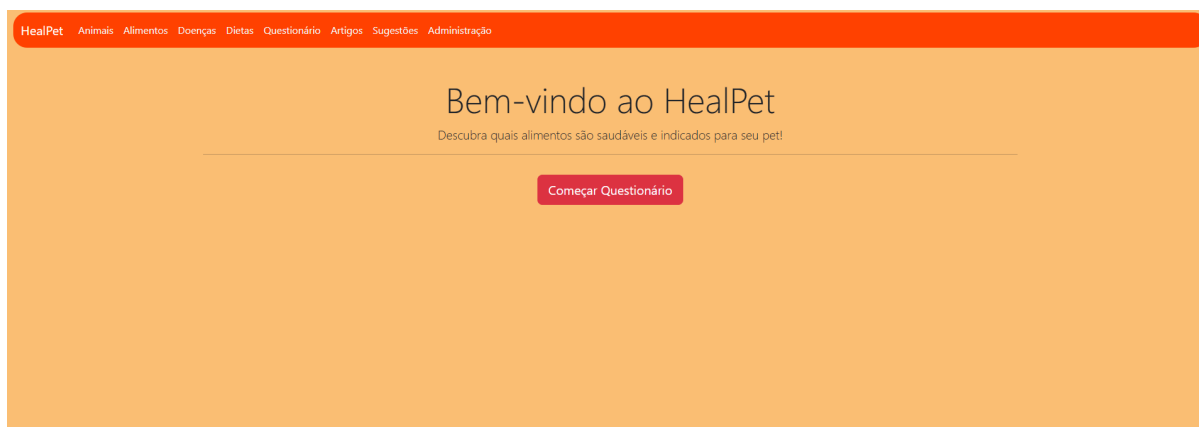 HealPet Animais Alimentos Doenças Dietas Questionário Artigos Sugestões Administração
Bem-vindo ao HealPet
Descubra quais alimentos são saudáveis e indicados para seu pet!
Começar Questionário